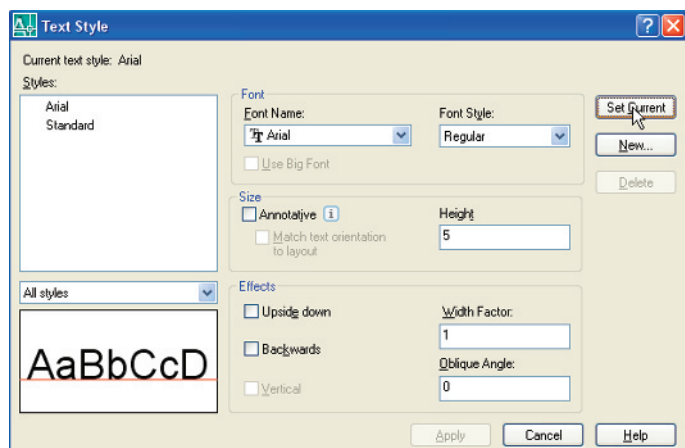 Text Style
Current text style: Arial
Styles:
Arial
Standard
All styles
AaBbCcD
Font
Font Name:
Arial
Use Big Font
Font Style:
Regular
Size
Annotative
Match text orientation
to layout
Height
5
Effects
Upside down
Backwards
Vertical
Width Factor:
1
Oblique Angle:
0
Set Current
New...
Delete
Apply
Cancel
Help